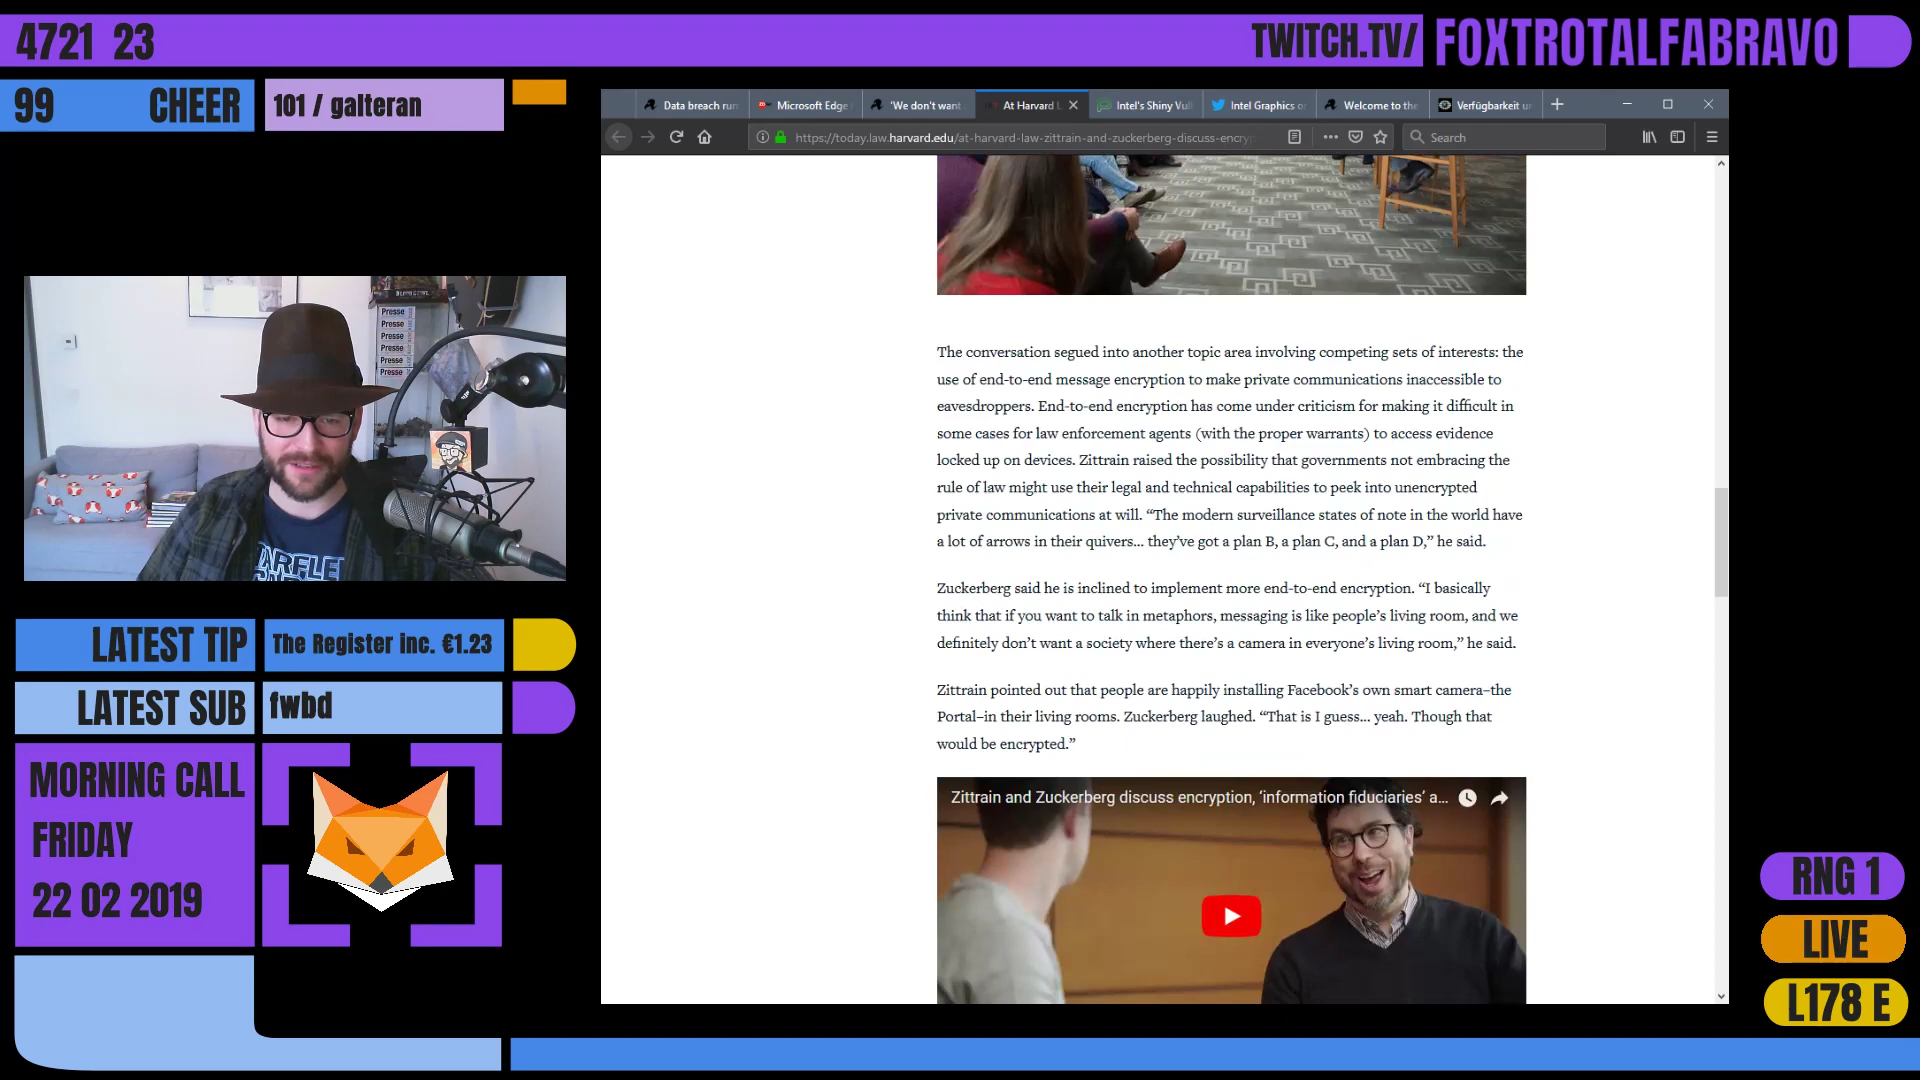 4721 23
TWITCH.TV/ FOXTROTALFABRAVO
99 CHEER
101 / galteran
Data breach run
Microsoft Edge
'We don't want
At Harvard L
Intel's Shiny Vul
Intel Graphics or
Welcome to the
Verfügbarkeit u
https://today.law.harvard.edu/at-harvard-law-zittrain-and-zuckerberg-discuss-encryp
Search
Presse
Presse
Presse
Presse
Presse
Presse
The conversation segued into another topic area involving competing sets of interests: the
use of end-to-end message encryption to make private communications inaccessible to
eavesdroppers. End-to-end encryption has come under criticism for making it difficult in
some cases for law enforcement agents (with the proper warrants) to access evidence
locked up on devices. Zittrain raised the possibility that governments not embracing the
rule of law might use their legal and technical capabilities to peek into unencrypted
private communications at will. “The modern surveillance states of note in the world have
a lot of arrows in their quivers… they’ve got a plan B, a plan C, and a plan D,” he said.
Zuckerberg said he is inclined to implement more end-to-end encryption. “I basically
think that if you want to talk in metaphors, messaging is like people’s living room, and we
definitely don’t want a society where there’s a camera in everyone’s living room,” he said.
Zittrain pointed out that people are happily installing Facebook’s own smart camera–the
Portal–in their living rooms. Zuckerberg laughed. “That is I guess… yeah. Though that
would be encrypted.”
Zittrain and Zuckerberg discuss encryption, ‘information fiduciaries’ a...
LATEST TIP
The Register inc. €1.23
LATEST SUB
fwbd
MORNING CALL
FRIDAY
22 02 2019
RNG 1
LIVE
L178 E